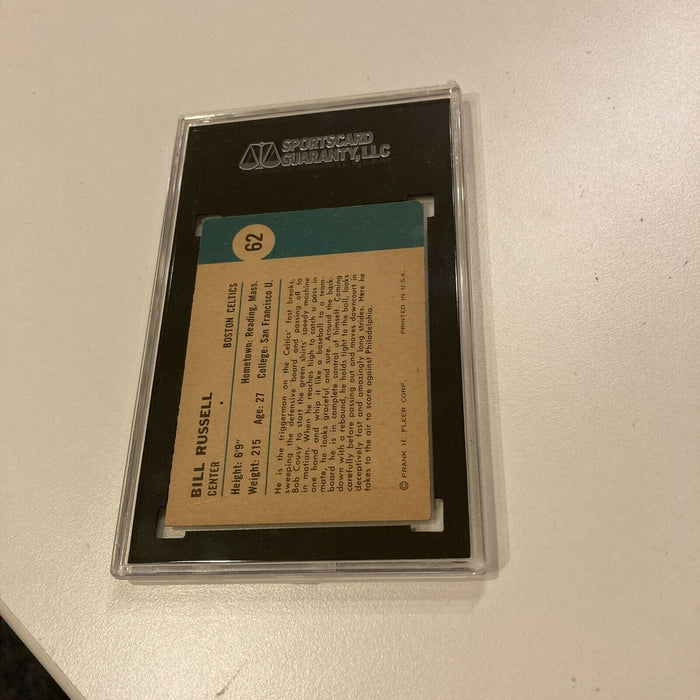 SPORTSCARD
GUARANTY, LLC
62
BILL RUSSELL
CENTER
BOSTON CELTICS
Height: 6'9"
Hometown: Reading, Mass.
Weight: 215 Age: 27 College: San Francisco U.
He is the triggerman on the Celtics' fast breaks,
sweeping the defensive board and passing off to
Bob Cousy to start the green shirts' speedy machine
in motion. When he reaches high to catch a pass in
one hand and whip it like a baseball to a team-
mate, he looks graceful and sure. Around the back-
board he is in complete control of himself. Coming
down with a rebound, he holds tight to the ball, looks
carefully before passing out and moves downcourt in
deceptively fast and amazingly long strides. Here he
takes to the air to score against Philadelphia.
© FRANK H. FLEER CORP.
PRINTED IN U.S.A.